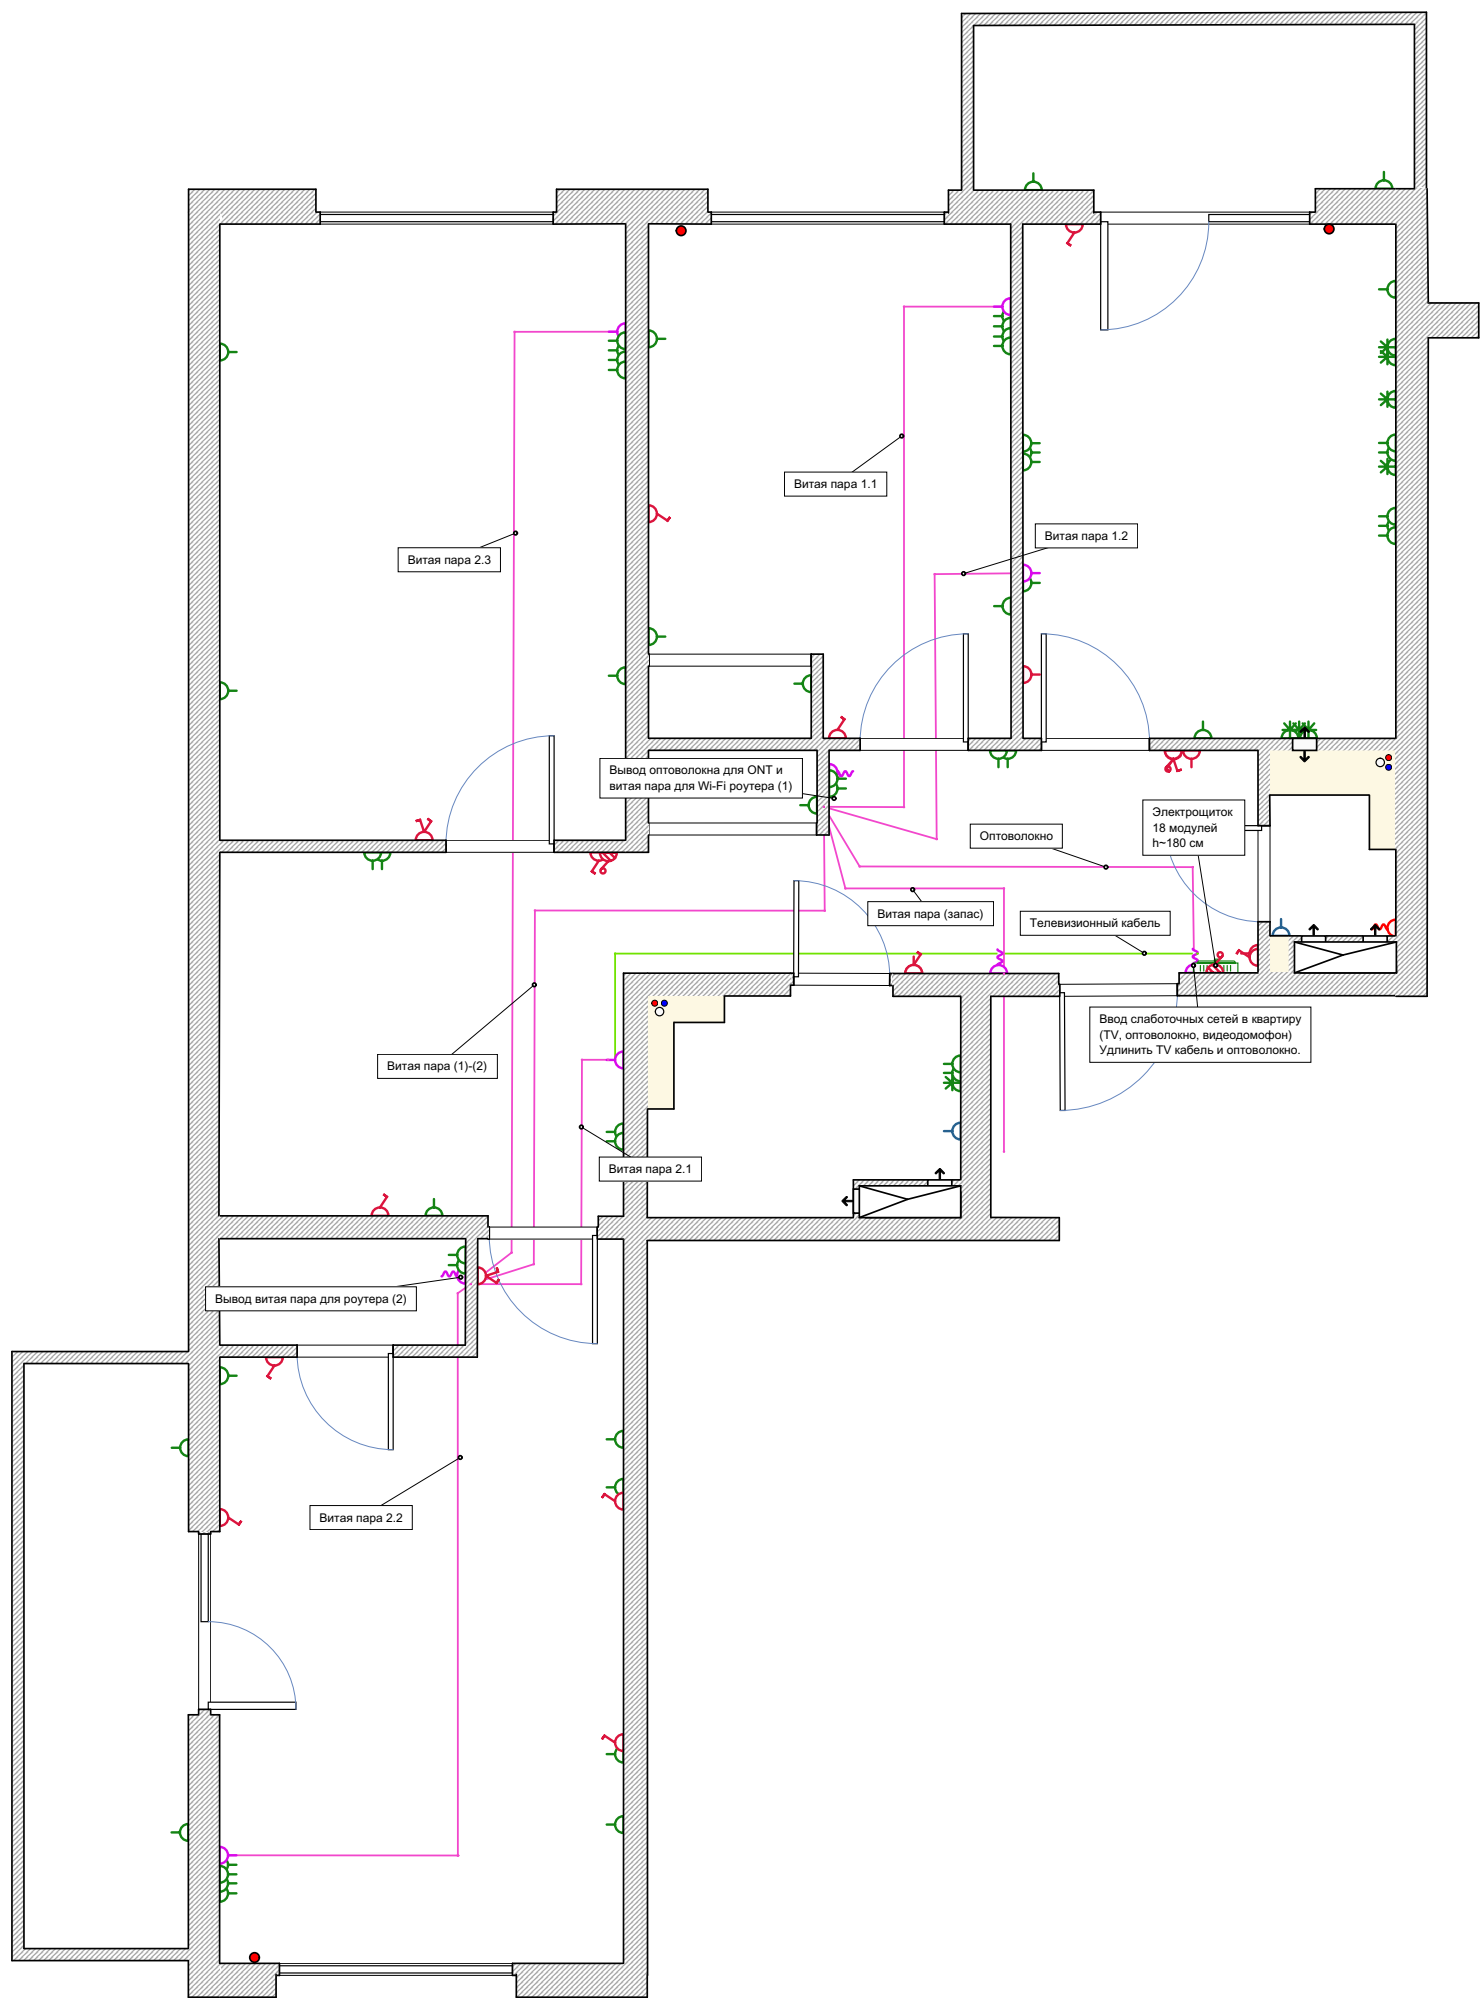 Витая пара 1.1
Витая пара 1.2
Витая пара 2.3
Вывод оптоволокна для ONT и
витая пара для Wi-Fi роутера (1)
Электрощиток
18 модулей
h~180 см
Оптоволокно
Витая пара (запас)
Телевизионный кабель
Ввод слаботочных сетей в квартиру
(TV, оптоволокно, видеодомофон)
Удлинить TV кабель и оптоволокно.
Витая пара (1)-(2)
Витая пара 2.1
Вывод витая пара для роутера (2)
Витая пара 2.2